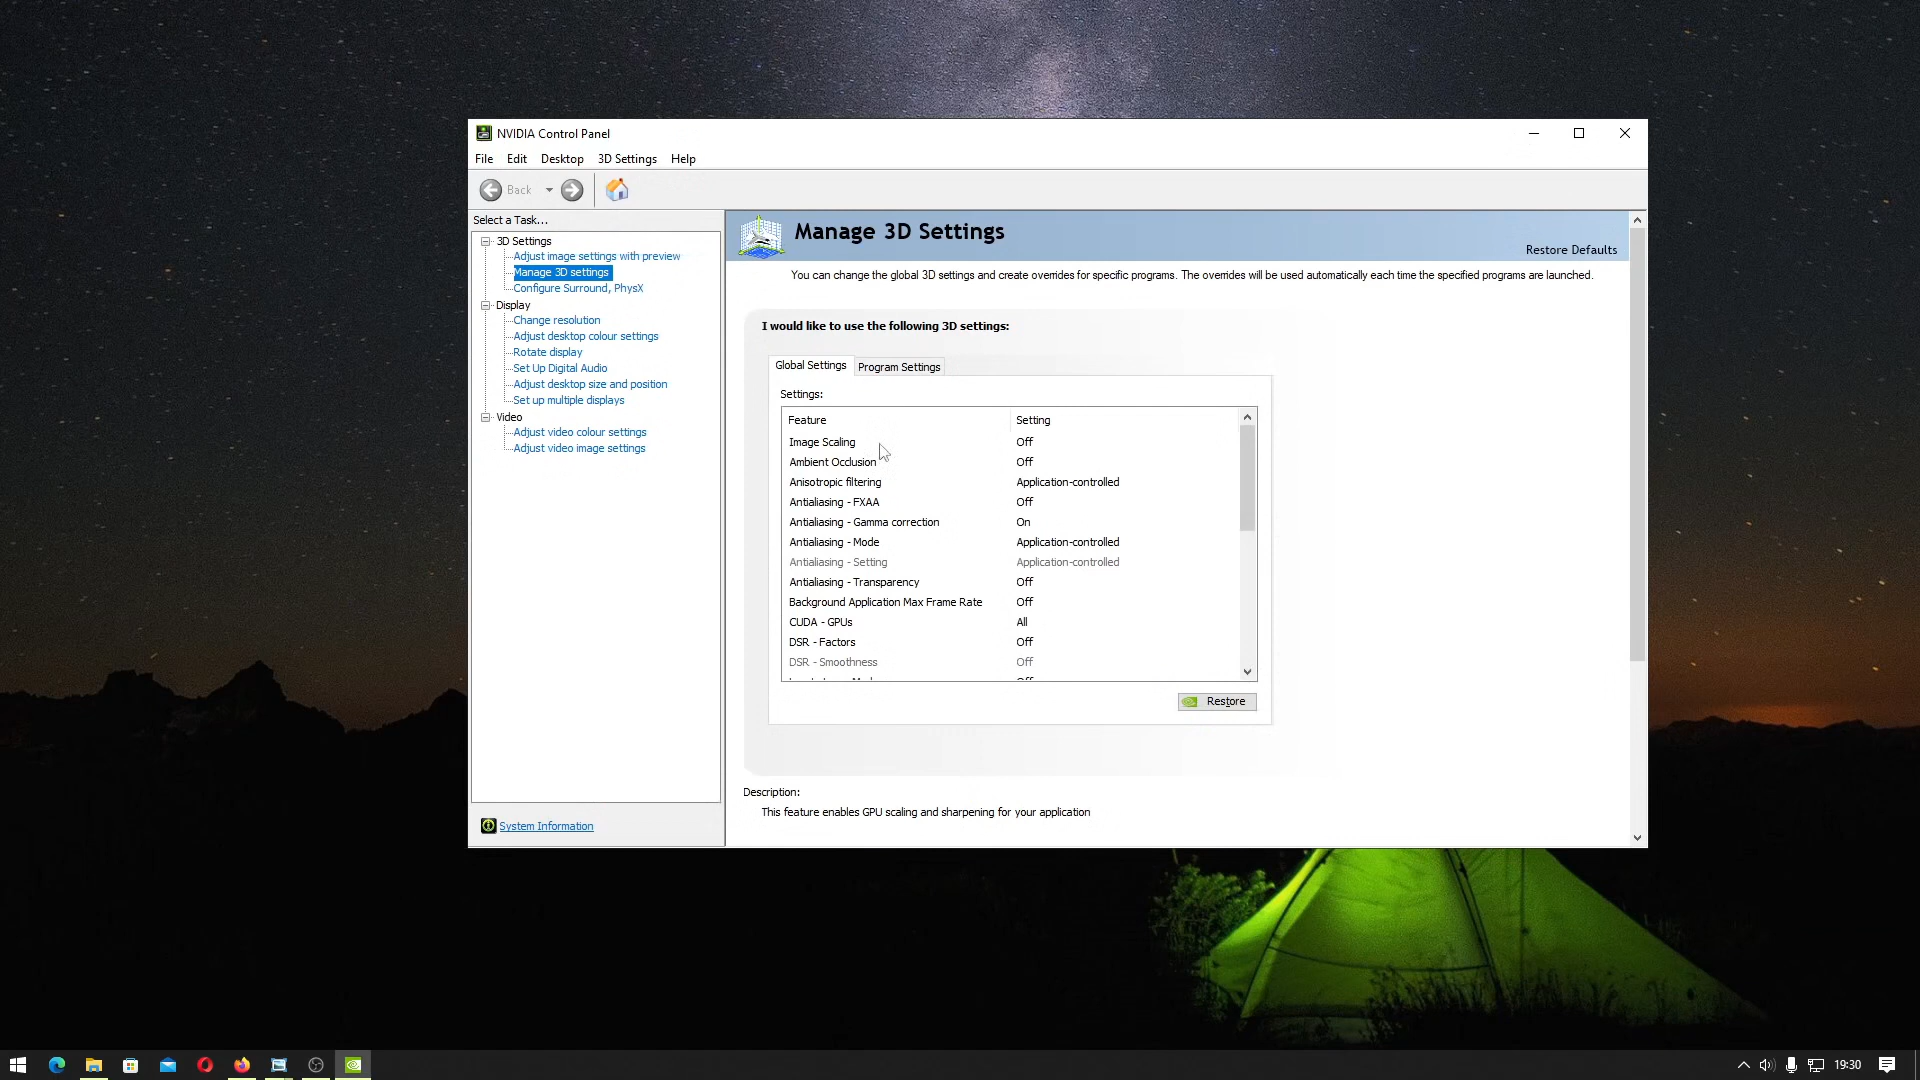 NVIDIA Control Panel
File Edit Desktop 3D Settings Help
Back
Select a Task...
3D Settings
Adjust image settings with preview
Manage 3D settings
Configure Surround, PhysX
Display
Change resolution
Adjust desktop colour settings
Rotate display
Set Up Digital Audio
Adjust desktop size and position
Set up multiple displays
Video
Adjust video colour settings
Adjust video image settings
System Information
Manage 3D Settings
Restore Defaults
You can change the global 3D settings and create overrides for specific programs. The overrides will be used automatically each time the specified programs are launched.
I would like to use the following 3D settings:
Global Settings Program Settings
Settings:
Feature Setting
Image Scaling Off
Ambient Occlusion Off
Anisotropic filtering Application-controlled
Antialiasing - FXAA Off
Antialiasing - Gamma correction On
Antialiasing - Mode Application-controlled
Antialiasing - Setting Application-controlled
Antialiasing - Transparency Off
Background Application Max Frame Rate Off
CUDA - GPUs All
DSR - Factors Off
DSR - Smoothness Off
Restore
Description:
This feature enables GPU scaling and sharpening for your application
19:30